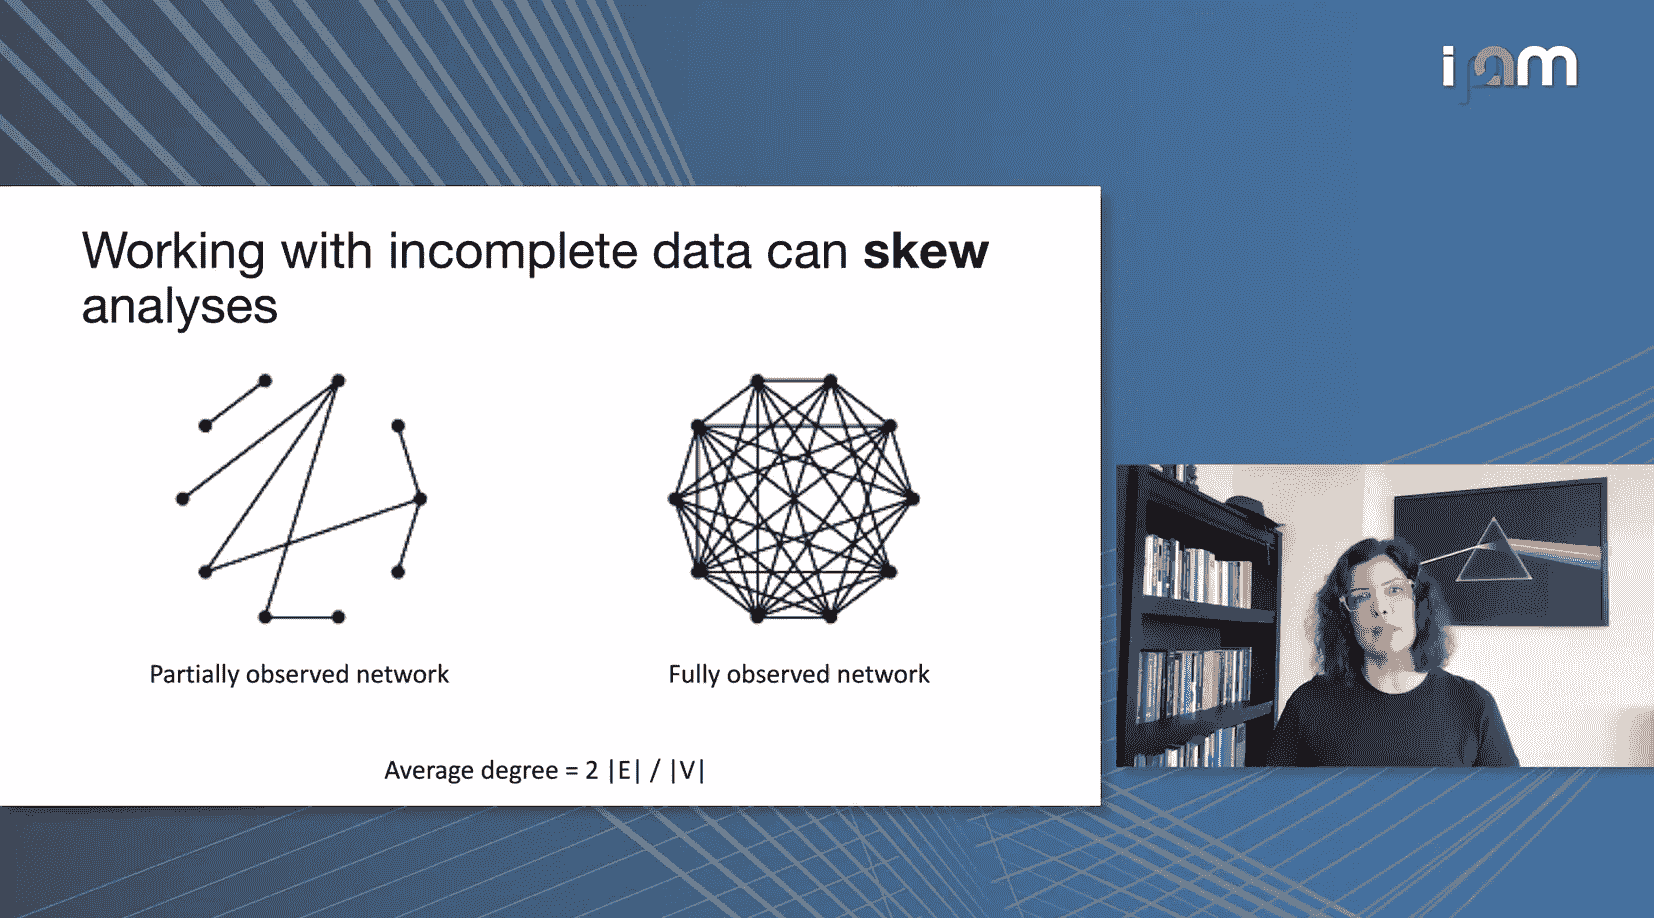 ipam
Working with incomplete data can skew
analyses
Partially observed network
Fully observed network
Average degree = 2 |E| / |V|